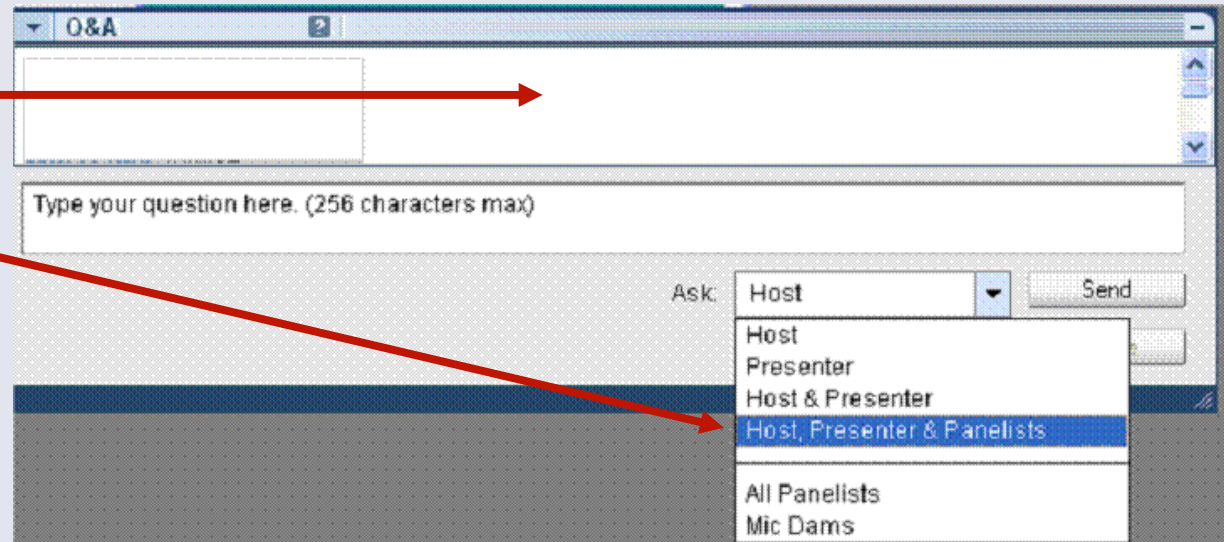 Q&A ?
Type your question here. (256 characters max)
Ask: Host Send
Host
Presenter
Host & Presenter
Host, Presenter & Panelists
All Panelists
Mic Dams